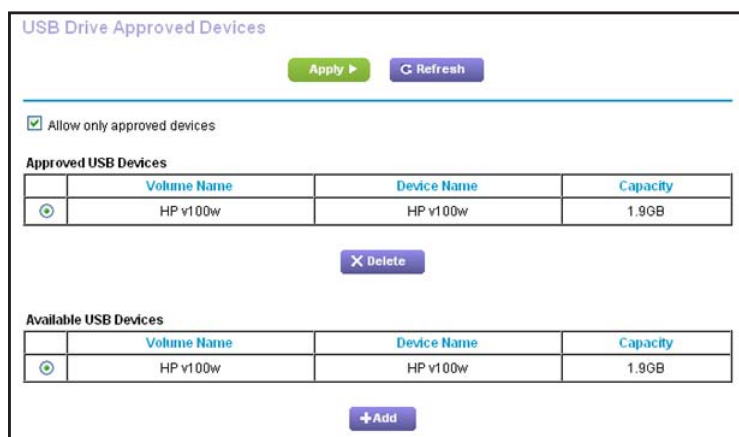 USB Drive Approved Devices
Apply Refresh
Allow only approved devices
Approved USB Devices
Volume Name Device Name Capacity
HP v100w HP v100w 1.9GB
Delete
Available USB Devices
Volume Name Device Name Capacity
HP v100w HP v100w 1.9GB
+Add